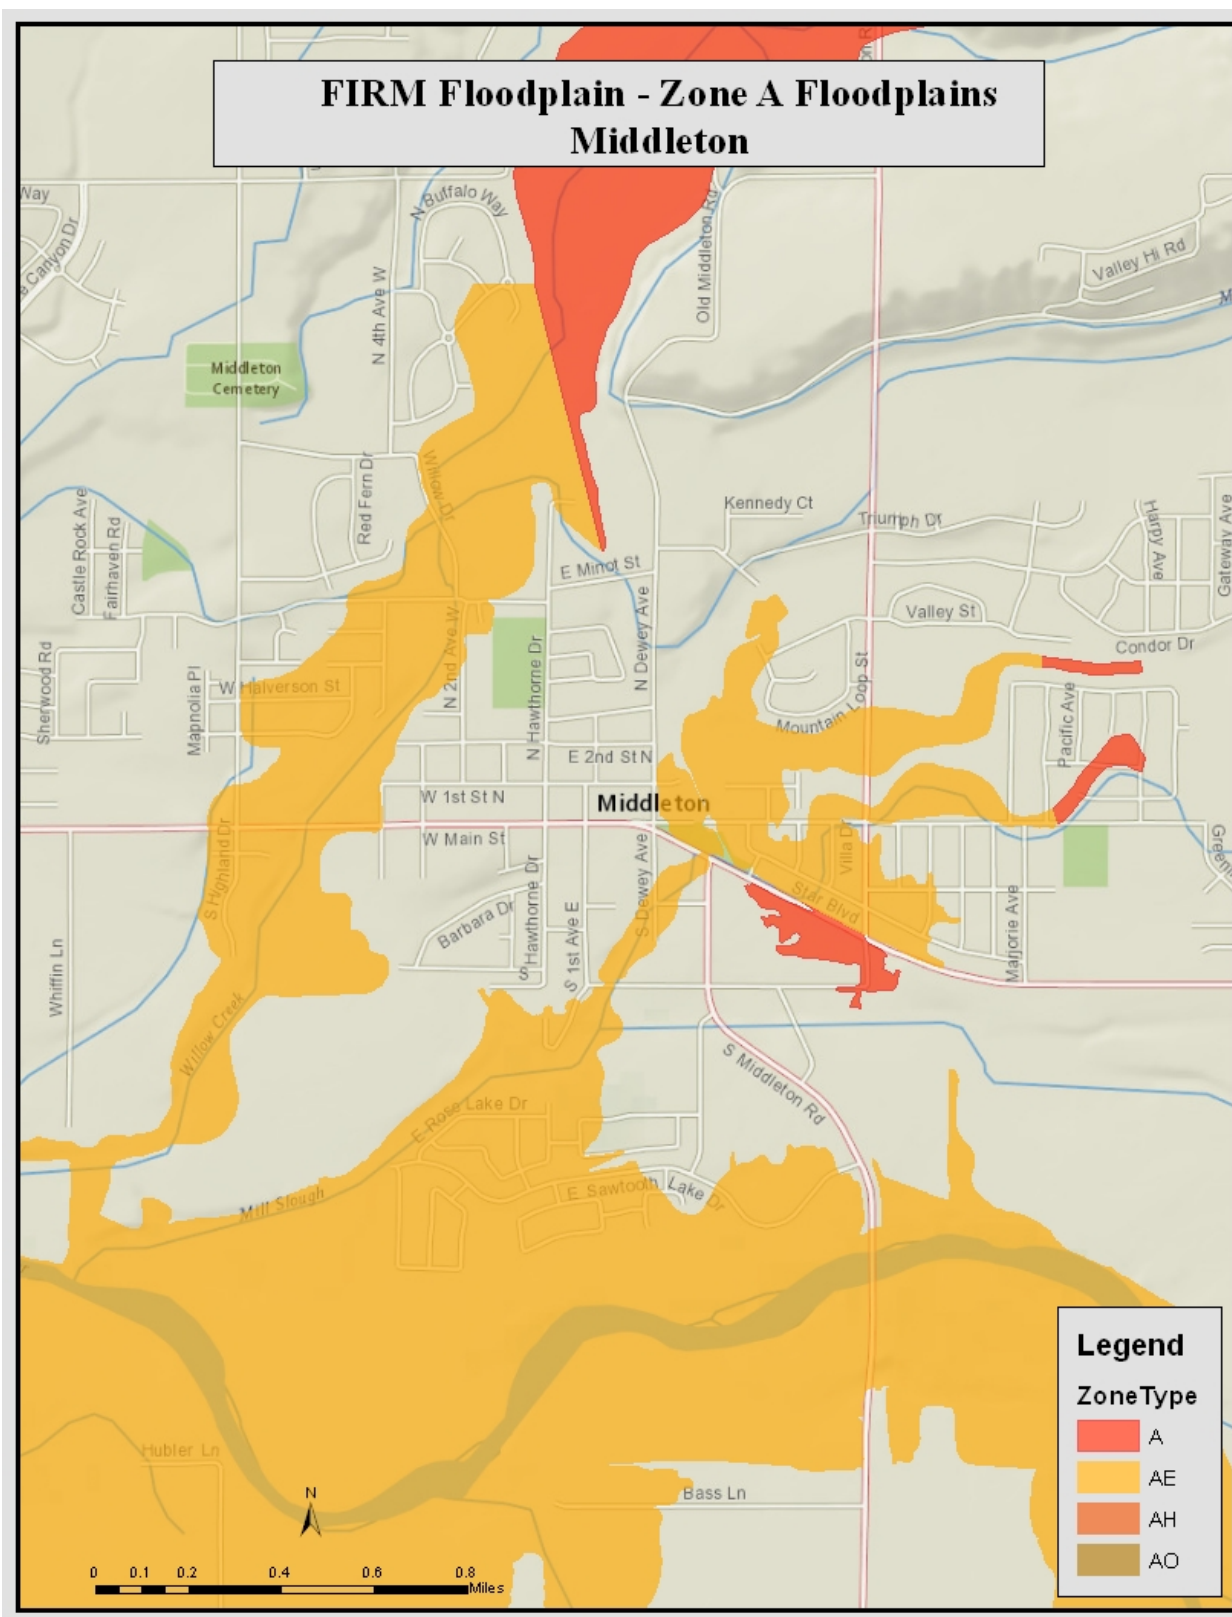 FIRM Floodplain - Zone A Floodplains
Middleton
Way
Canyon Dr
N Buffalo Way
N 4th Ave W
Old Middleton Rd
Valley Hi Rd
Middleton
Cemetery
Willow Dr
Red Fern Dr
Castle Rock Ave
Fairhaven Rd
Kennedy Ct
Triumph Dr
Harpy Ave
Gateway Ave
E Minot St
Valley St
Condor Dr
Sherwood Rd
Mapnolia Pl
W Halverson St
N 2nd Ave W
N Hawthorne Dr
N Dewey Ave
Mountain Loop St
Pacific Ave
E 2nd St N
W 1st St N
Middleton
W Main St
S Highland Dr
Barbara Dr
S Hawthorne Dr
S 1st Ave E
S Dewey Ave
Villa Dr
Star Blvd
Marjorie Ave
Whiffin Ln
Willow Creek
S Middleton Rd
E Rose Lake Dr
E Sawtooth Lake Dr
Mill Slough
Hubler Ln
Bass Ln
N
0 0.1 0.2 0.4 0.6 0.8
Miles
Legend
ZoneType
A
AE
AH
AO